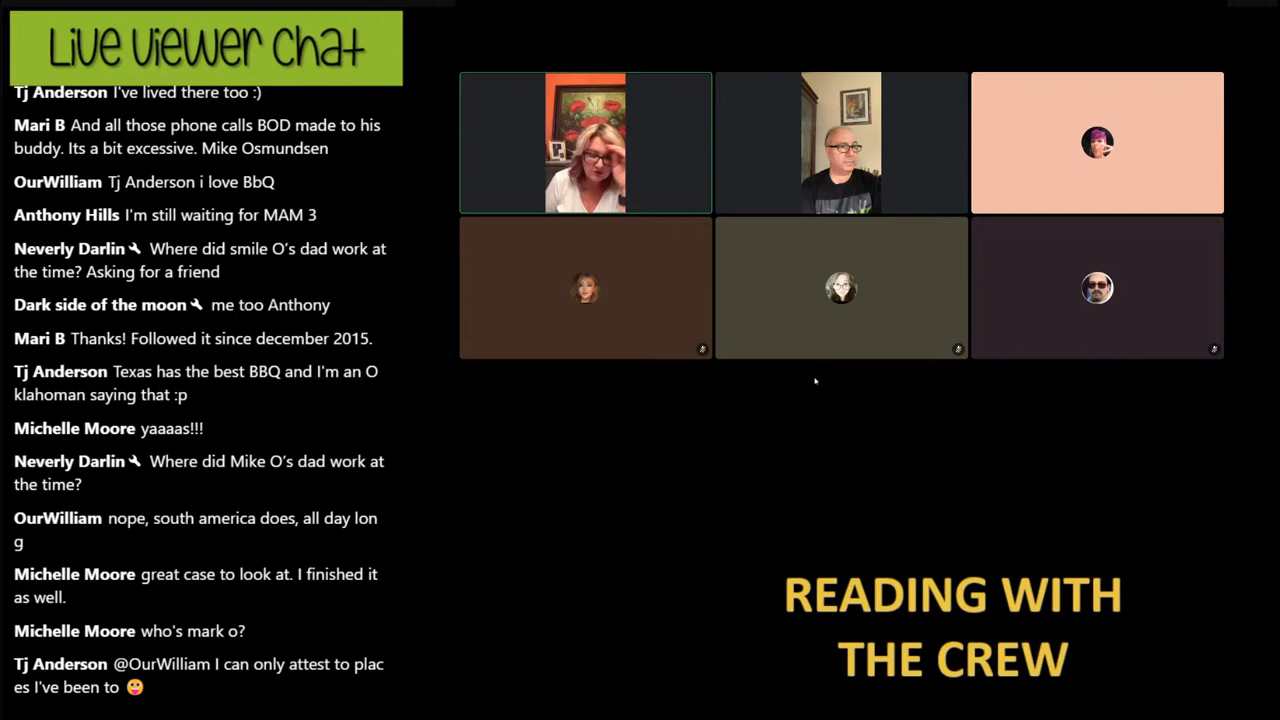 Live Viewer Chat
Tj Anderson I've lived there too :)
Mari B And all those phone calls BOD made to his
buddy. Its a bit excessive. Mike Osmundsen
OurWilliam Tj Anderson i love BbQ
Anthony Hills I'm still waiting for MAM 3
Neverly Darlin Where did smile O‘s dad work at
the time? Asking for a friend
Dark side of the moon me too Anthony
Mari B Thanks! Followed it since december 2015.
Tj Anderson Texas has the best BBQ and I'm an O
klahoman saying that :p
Michelle Moore yaaaas!!!
Neverly Darlin Where did Mike O‘s dad work at
the time?
OurWilliam nope, south america does, all day lon
g
Michelle Moore great case to look at. I finished it
as well.
Michelle Moore who's mark o?
Tj Anderson @OurWilliam I can only attest to plac
es I've been to 😛
READING WITH
THE CREW